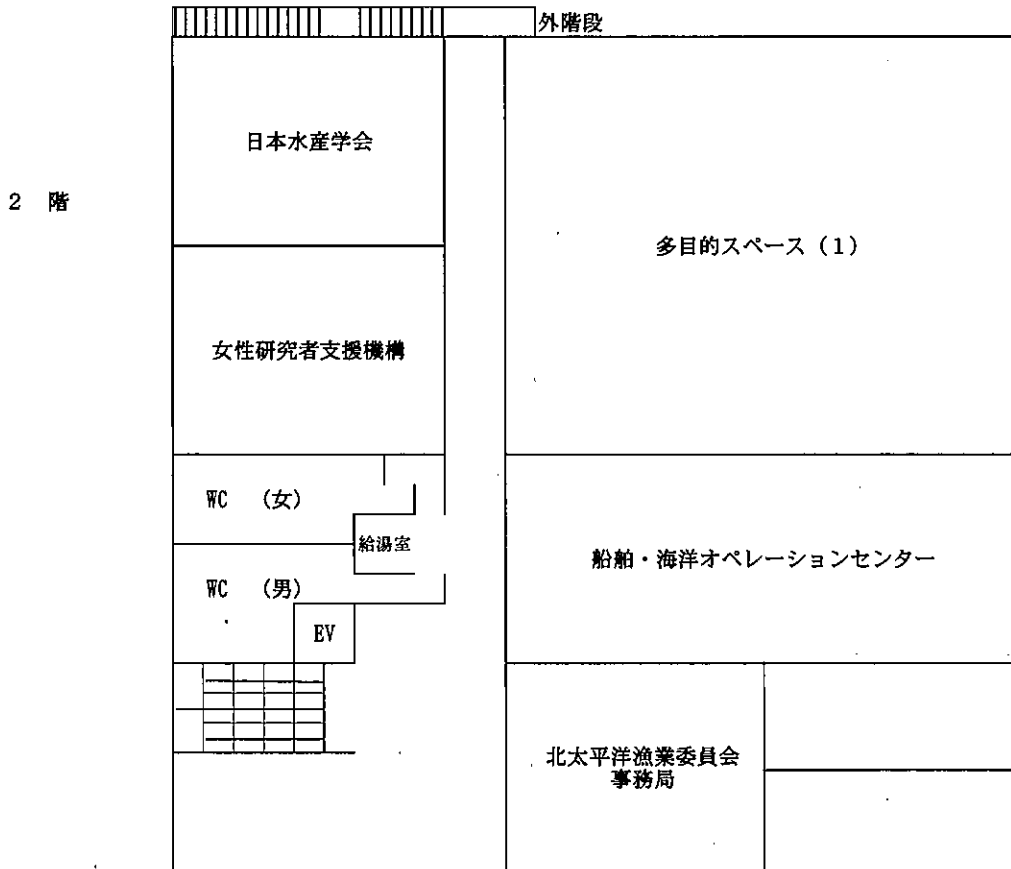 外階段
日本水産学会
2 階
多目的スペース（1）
女性研究者支援機構
WC （女）
給湯室
船舶・海洋オペレーションセンター
WC （男）
EV
北太平洋漁業委員会
事務局